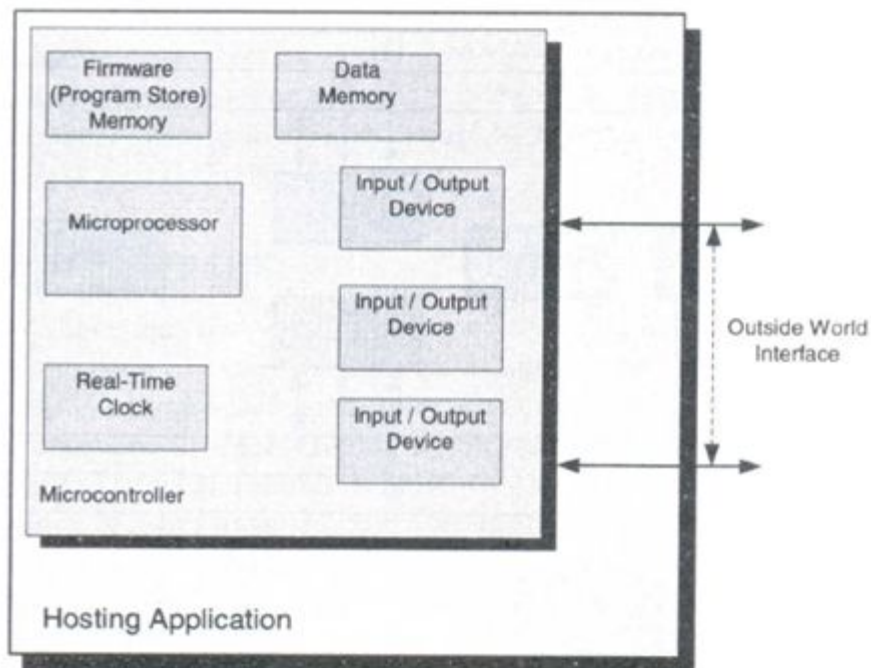 Firmware
(Program Store)
Memory
Data
Memory
Microprocessor
Input / Output
Device
Input / Output
Device
Real-Time
Clock
Input / Output
Device
Microcontroller
Outside World
Interface
Hosting Application